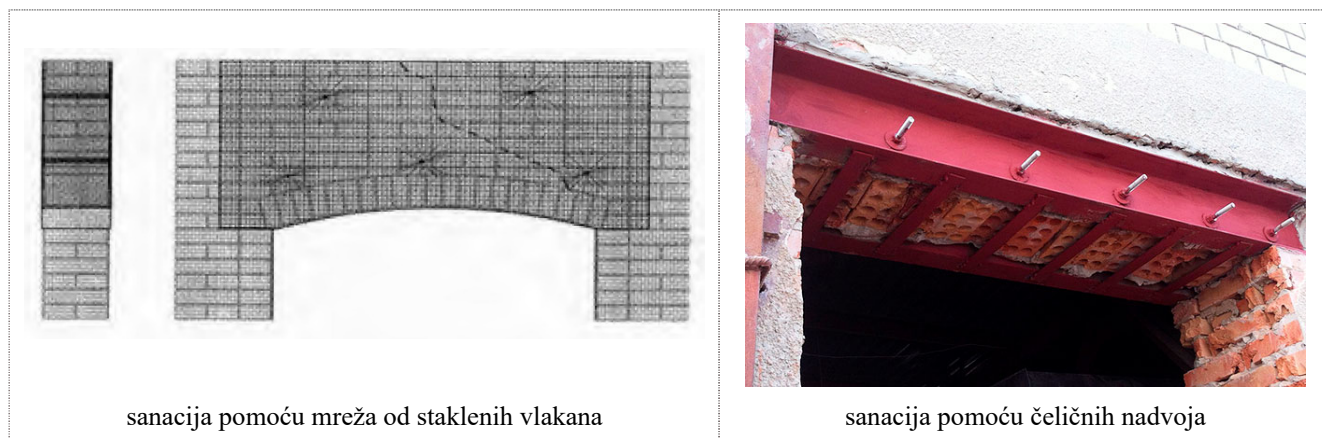 sanacija pomoću mreža od staklenih vlakana
sanacija pomoću čeličnih nadvoja